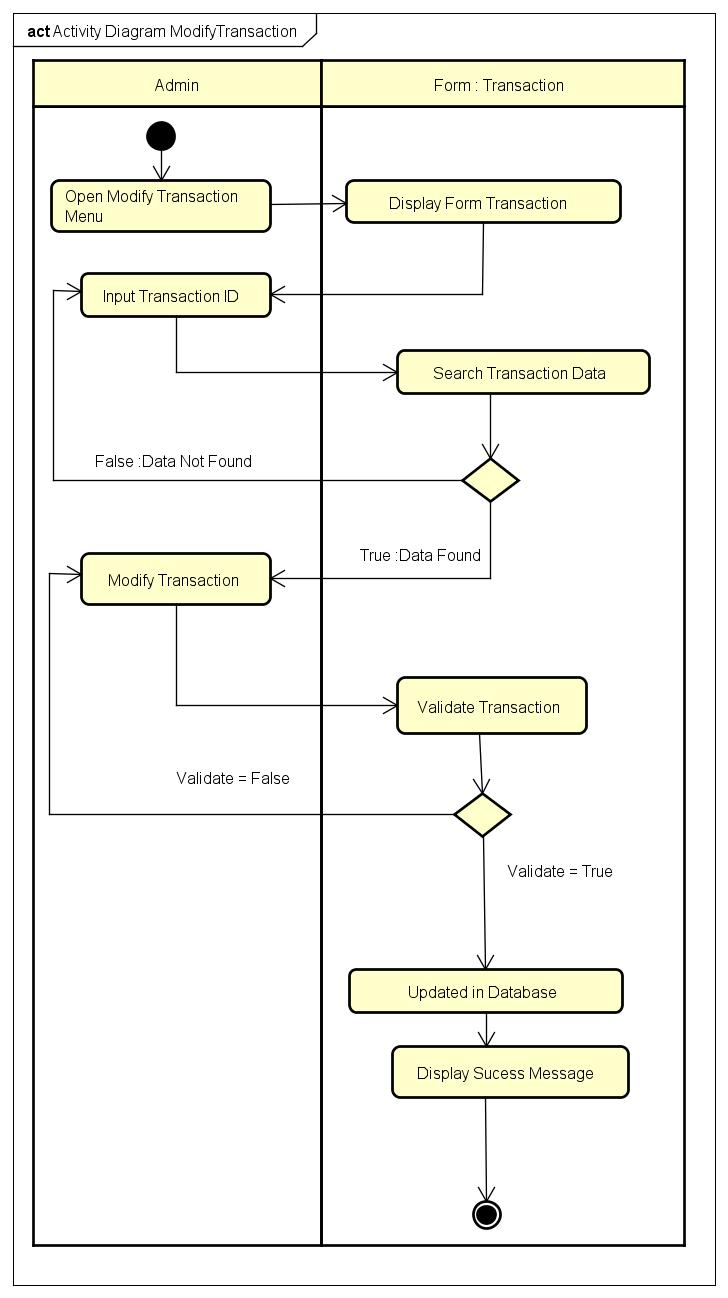 act Activity Diagram ModifyTransaction
Admin
Form : Transaction
Open Modify Transaction
Menu
Display Form Transaction
Input Transaction ID
Search Transaction Data
False :Data Not Found
True :Data Found
Modify Transaction
Validate Transaction
Validate = False
Validate = True
Updated in Database
Display Sucess Message